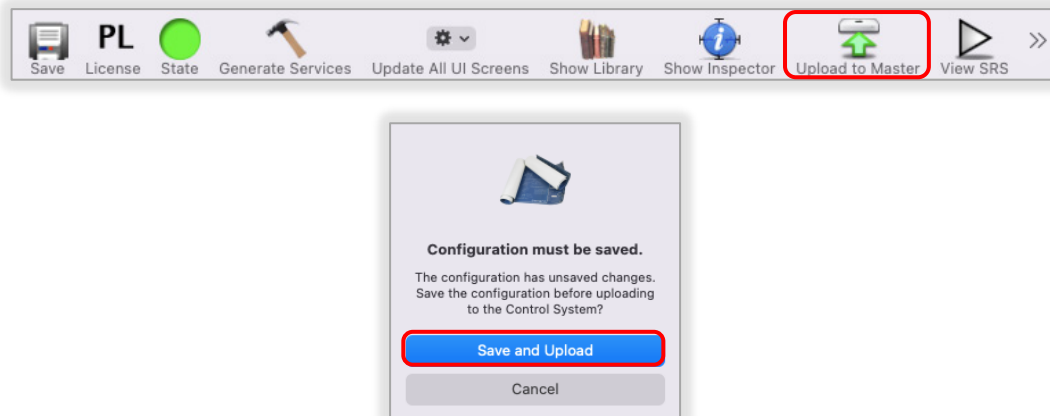 PL
Save License State Generate Services Update All UI Screens Show Library Show Inspector Upload to Master View SRS
Configuration must be saved.
The configuration has unsaved changes.
Save the configuration before uploading
to the Control System?
Save and Upload
Cancel